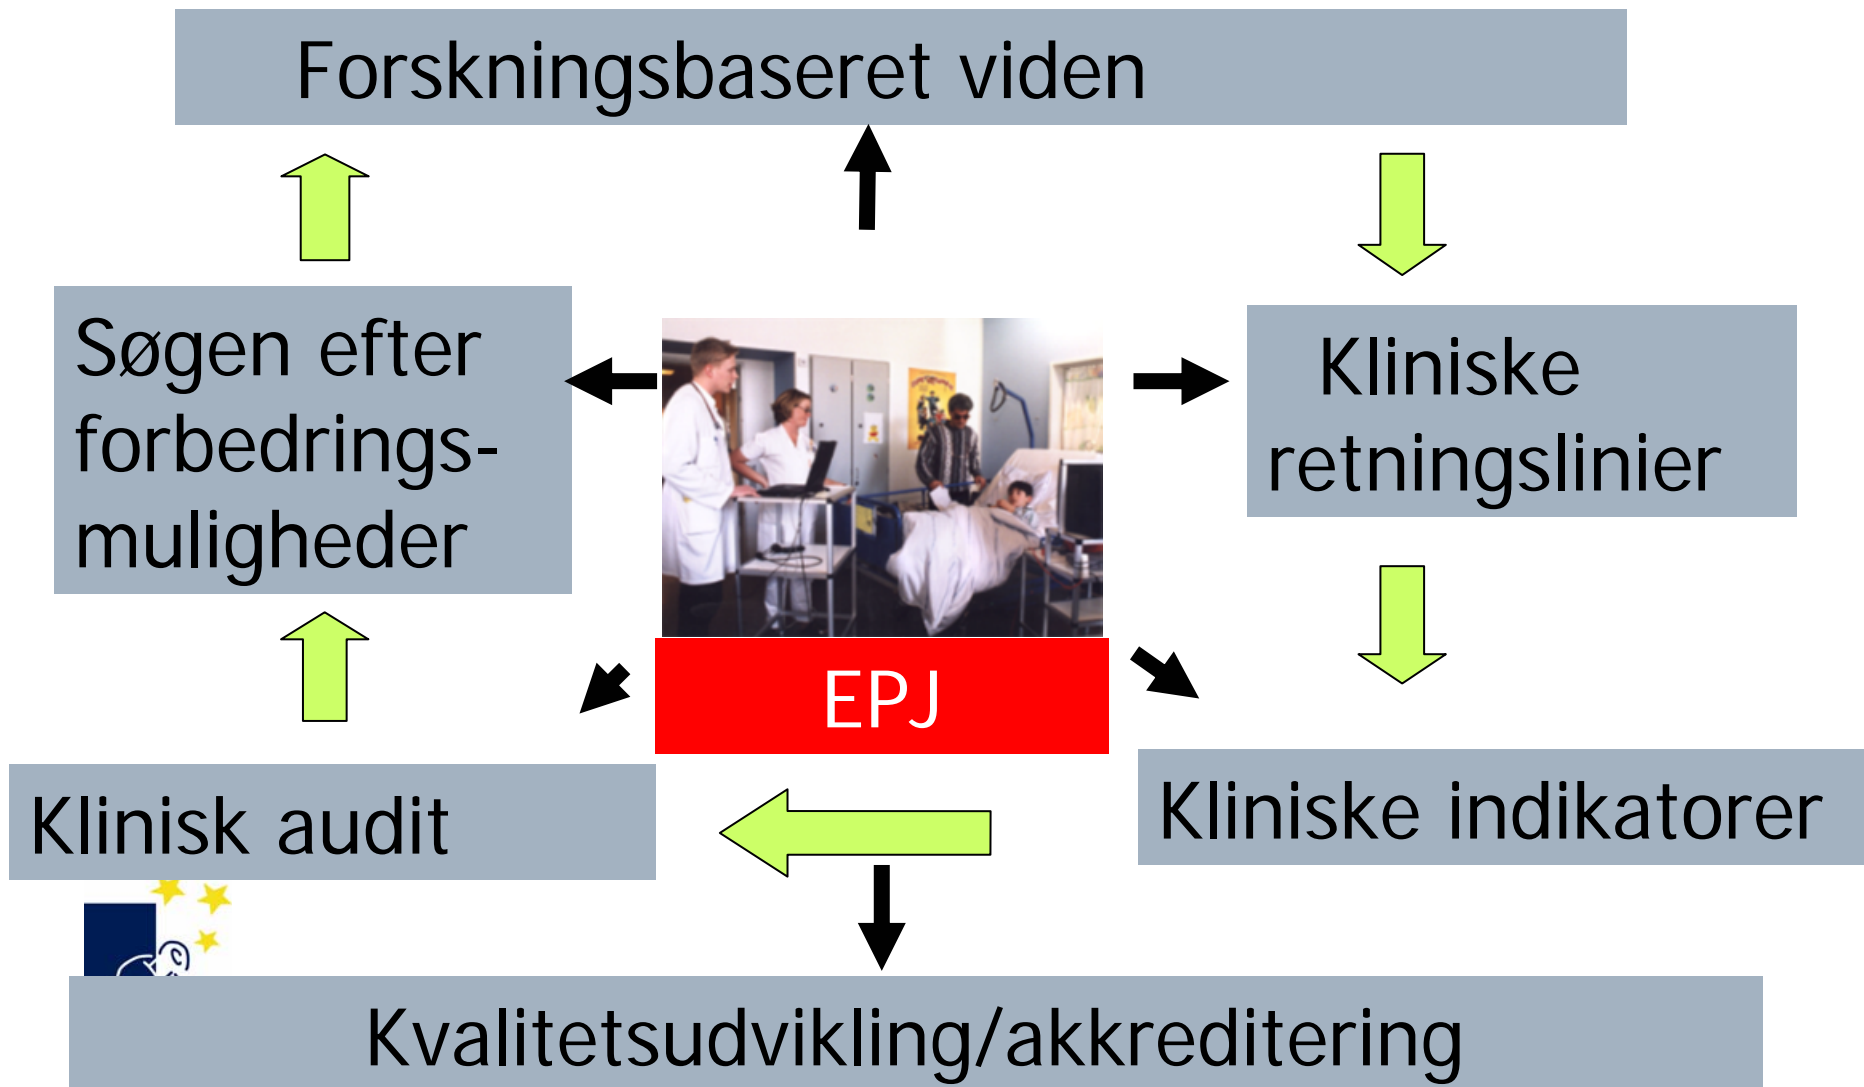 Forskningsbaseret viden
Søgen efter
forbedrings-
muligheder
Kliniske
retningslinier
EPJ
Klinisk audit
Kliniske indikatorer
Kvalitetsudvikling/akkreditering